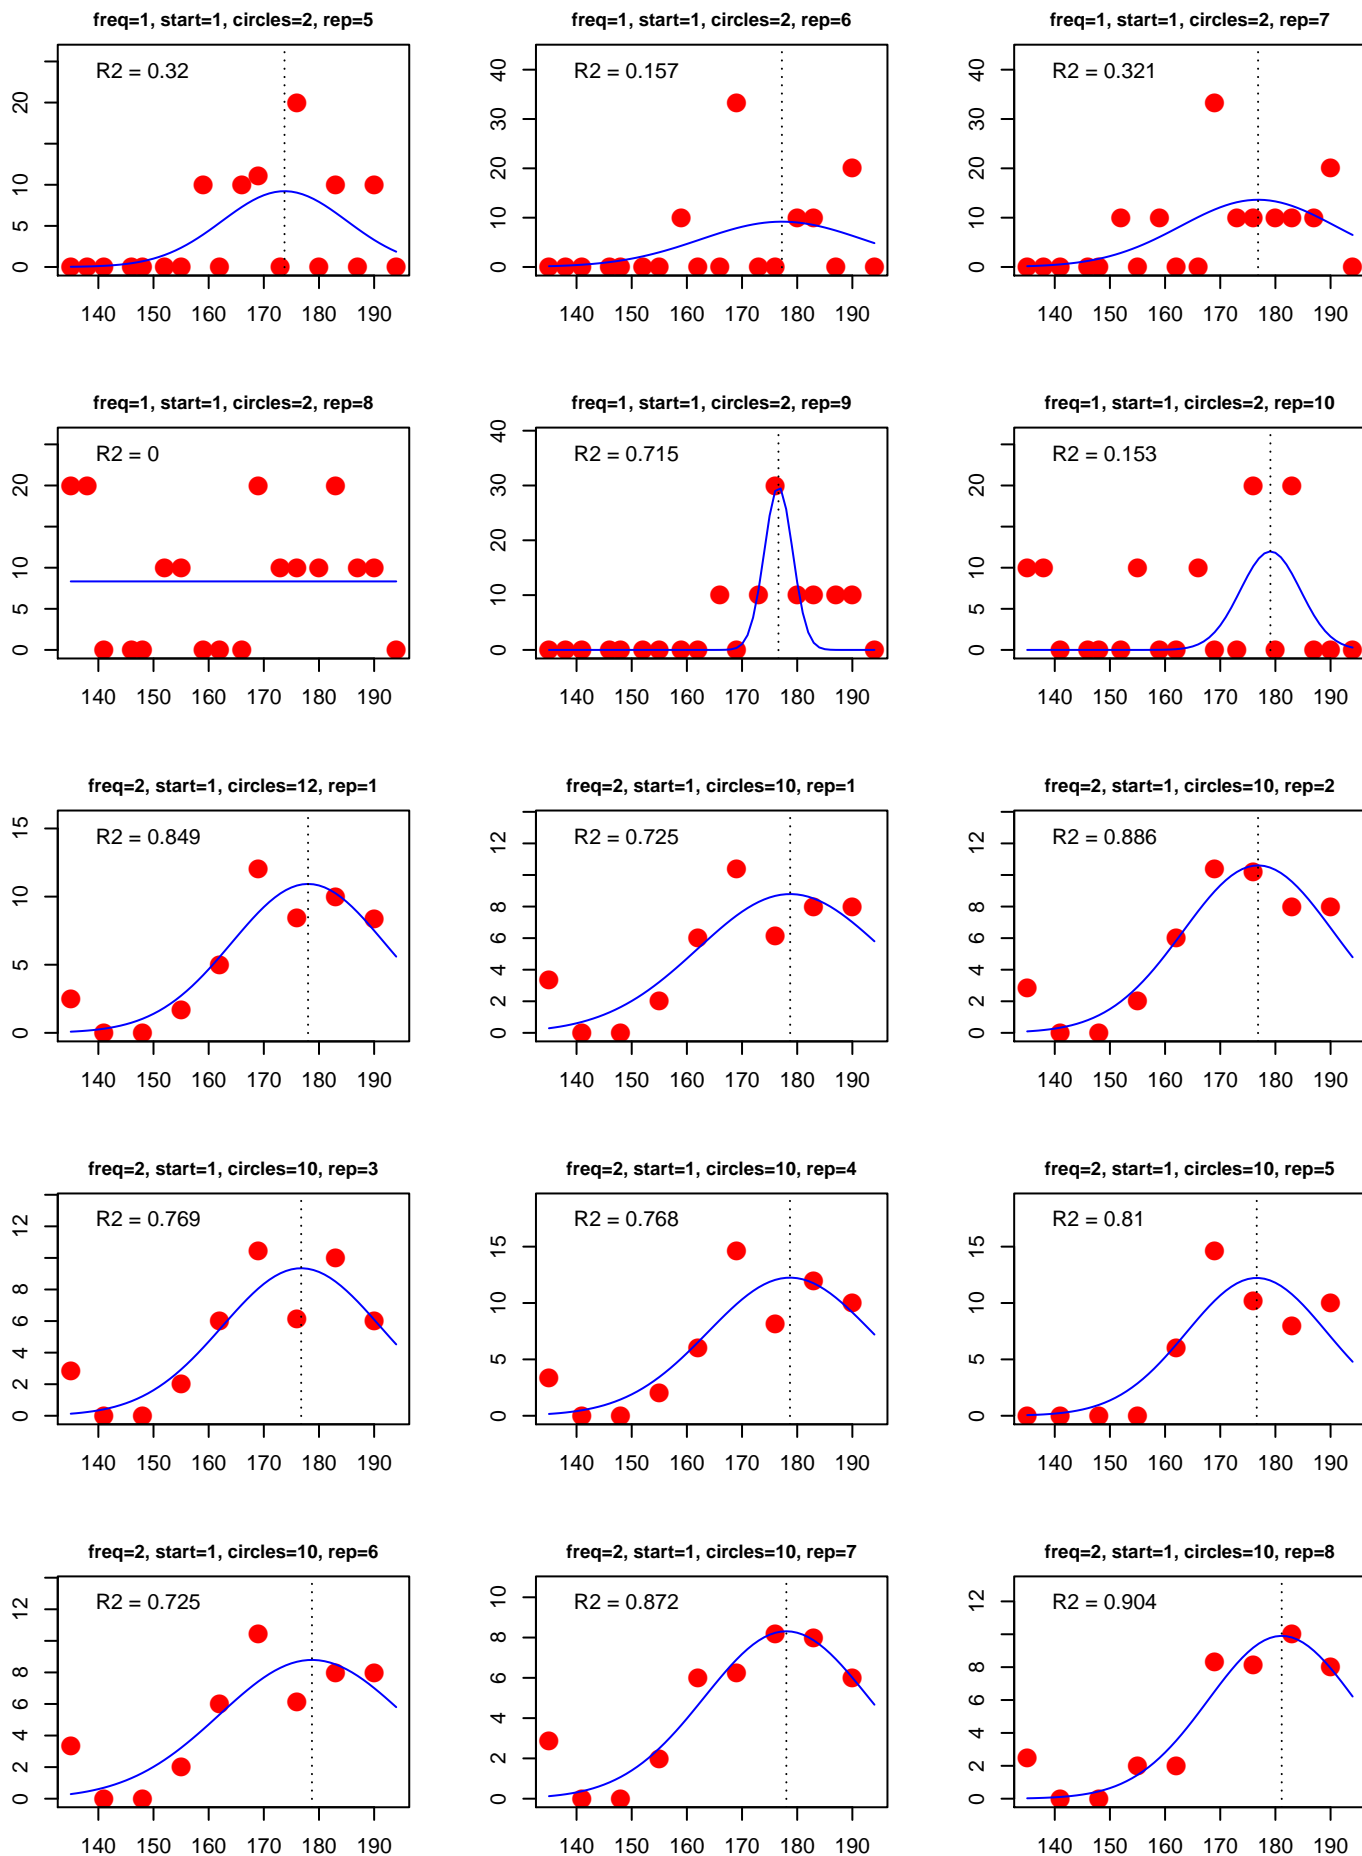 freq=1, start=1, circles=2, rep=5
R2 = 0.32
0 5 10 20
140 150 160 170 180 190
freq=1, start=1, circles=2, rep=6
R2 = 0.157
0 10 20 30 40
140 150 160 170 180 190
freq=1, start=1, circles=2, rep=7
R2 = 0.321
0 10 20 30 40
140 150 160 170 180 190
freq=1, start=1, circles=2, rep=8
R2 = 0
0 5 10 20
140 150 160 170 180 190
freq=1, start=1, circles=2, rep=9
R2 = 0.715
0 10 20 30 40
140 150 160 170 180 190
freq=1, start=1, circles=2, rep=10
R2 = 0.153
0 5 10 20
140 150 160 170 180 190
freq=2, start=1, circles=12, rep=1
R2 = 0.849
0 5 10 15
140 150 160 170 180 190
freq=2, start=1, circles=10, rep=1
R2 = 0.725
0 2 4 6 8 12
140 150 160 170 180 190
freq=2, start=1, circles=10, rep=2
R2 = 0.886
0 2 4 6 8 12
140 150 160 170 180 190
freq=2, start=1, circles=10, rep=3
R2 = 0.769
0 2 4 6 8 12
140 150 160 170 180 190
freq=2, start=1, circles=10, rep=4
R2 = 0.768
0 5 10 15
140 150 160 170 180 190
freq=2, start=1, circles=10, rep=5
R2 = 0.81
0 5 10 15
140 150 160 170 180 190
freq=2, start=1, circles=10, rep=6
R2 = 0.725
0 2 4 6 8 12
140 150 160 170 180 190
freq=2, start=1, circles=10, rep=7
R2 = 0.872
0 2 4 6 8 10
140 150 160 170 180 190
freq=2, start=1, circles=10, rep=8
R2 = 0.904
0 2 4 6 8 12
140 150 160 170 180 190